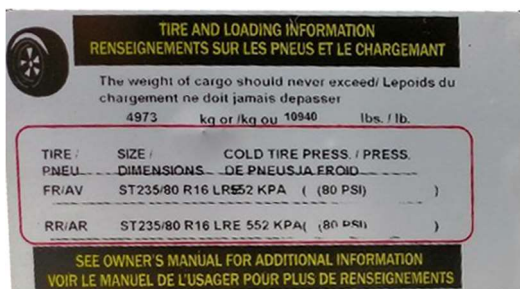 TIRE AND LOADING INFORMATION
RENSEIGNEMENTS SUR LES PNEUS ET LE CHARGEMANT
The weight of cargo should never exceed/ Lepoids du
chargement ne doit jamais depasser
4973 kg or /kg ou 10940 lbs. / lb.
TIRE / SIZE / COLD TIRE PRESS. / PRESS.
PNEU DIMENSIONS DE PNEUSJA FROID
FR/AV ST235/80 R16 LRE552 KPA ( (80 PSI) )
RR/AR ST235/80 R16 LRE 552 KPA( (80 PSI) )
SEE OWNER'S MANUAL FOR ADDITIONAL INFORMATION
VOIR LE MANUEL DE L'USAGER POUR PLUS DE RENSEIGNEMENTS